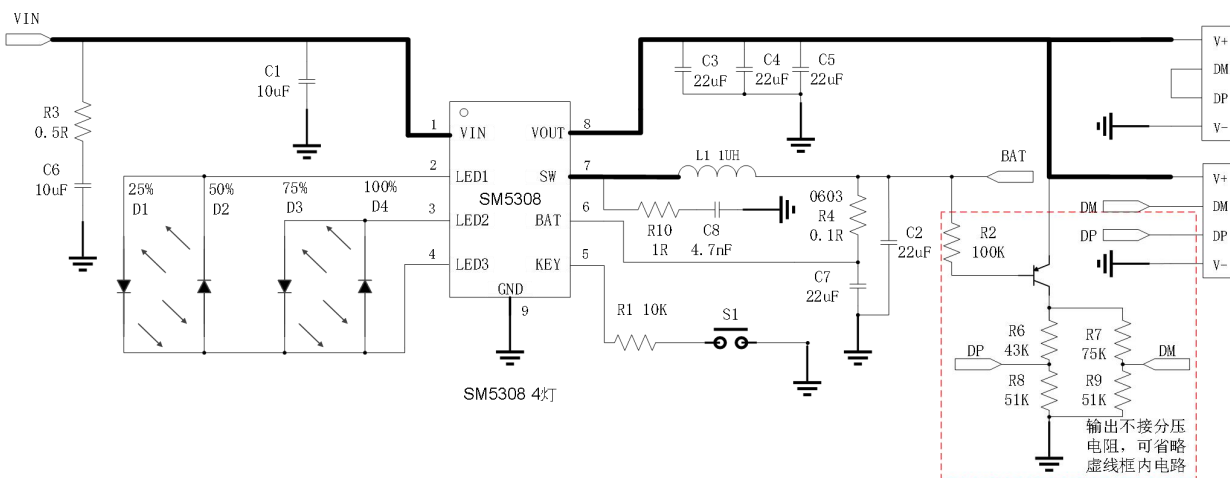 VIN
R3
0.5R
C6
10uF
C1
10uF
1
VIN
VOUT
8
2
LED1
SW
7
SM5308
3
LED2
BAT
6
4
LED3
KEY
5
GND
9
25%
D1
50%
D2
75%
D3
100%
D4
C3
22uF
C4
22uF
C5
22uF
L1 1UH
BAT
R10
1R
C8
4.7nF
0603
R4
0.1R
C2
22uF
C7
22uF
R1 10K
S1
SM5308 4灯
V+
DM
DP
V-
V+
DM
DM
DP
DP
V-
R2
100K
R6
43K
R7
75K
DP
DM
R8
51K
R9
51K
输出不接分压
电阻，可省略
虚线框内电路